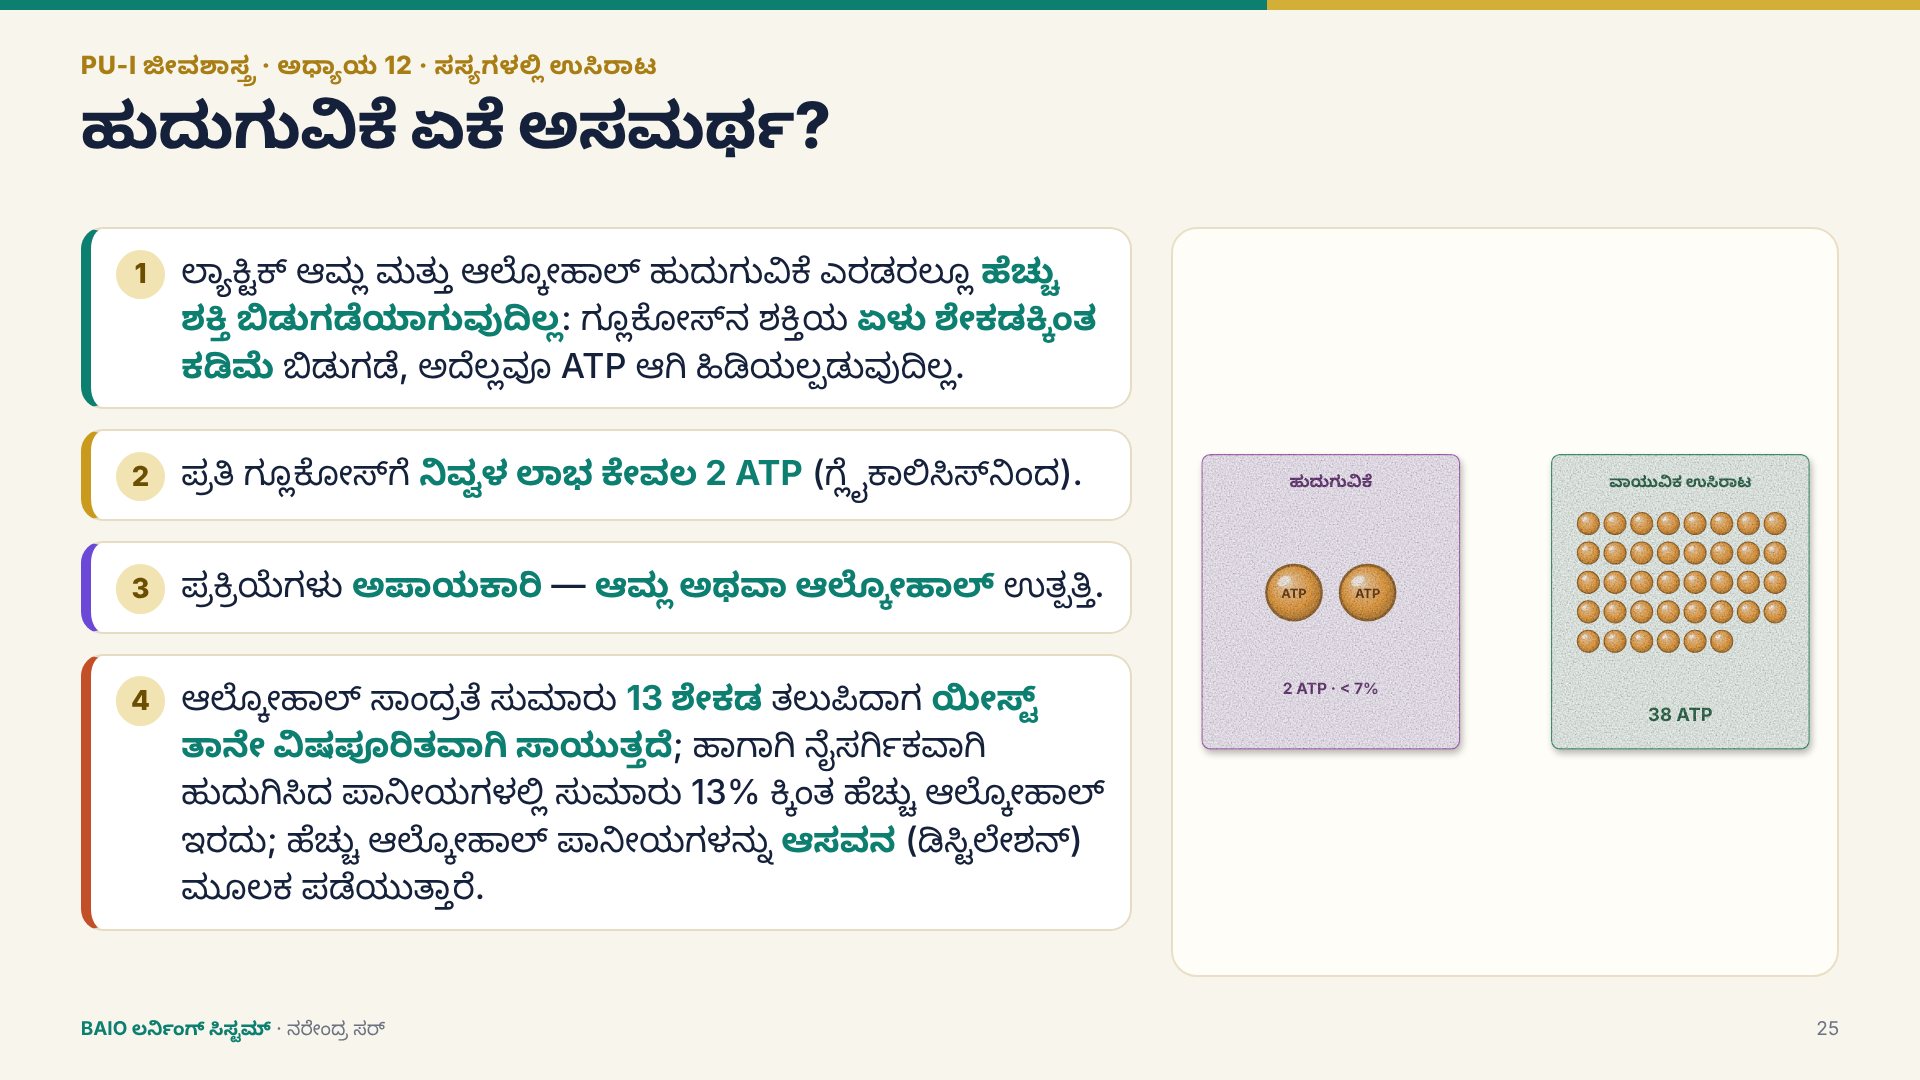 PU-I ಜೀವಶಾಸ್ತ್ರ · ಅಧ್ಯಾಯ 12 · ಸಸ್ಯಗಳಲ್ಲಿ ಉಸಿರಾಟ
ಹುದುಗುವಿಕೆ ಏಕೆ ಅಸಮರ್ಥ?
1 ಲ್ಯಾಕ್ಟಿಕ್ ಆಮ್ಲ ಮತ್ತು ಆಲ್ಕೋಹಾಲ್ ಹುದುಗುವಿಕೆ ಎರಡರಲ್ಲೂ ಹೆಚ್ಚು
ಶಕ್ತಿ ಬಿಡುಗಡೆಯಾಗುವುದಿಲ್ಲ: ಗ್ಲೂಕೋಸ್‌ನ ಶಕ್ತಿಯ ಏಳು ಶೇಕಡಕ್ಕಿಂತ
ಕಡಿಮೆ ಬಿಡುಗಡೆ, ಅದೆಲ್ಲವೂ ATP ಆಗಿ ಹಿಡಿಯಲ್ಪಡುವುದಿಲ್ಲ.
2 ಪ್ರತಿ ಗ್ಲೂಕೋಸ್‌ಗೆ ನಿವ್ವಳ ಲಾಭ ಕೇವಲ 2 ATP (ಗ್ಲೈಕಾಲಿಸಿಸ್‌ನಿಂದ).
3 ಪ್ರಕ್ರಿಯೆಗಳು ಅಪಾಯಕಾರಿ — ಆಮ್ಲ ಅಥವಾ ಆಲ್ಕೋಹಾಲ್ ಉತ್ಪತ್ತಿ.
4 ಆಲ್ಕೋಹಾಲ್ ಸಾಂದ್ರತೆ ಸುಮಾರು 13 ಶೇಕಡ ತಲುಪಿದಾಗ ಯೀಸ್ಟ್
ತಾನೇ ವಿಷಪೂರಿತವಾಗಿ ಸಾಯುತ್ತದೆ; ಹಾಗಾಗಿ ನೈಸರ್ಗಿಕವಾಗಿ
ಹುದುಗಿಸಿದ ಪಾನೀಯಗಳಲ್ಲಿ ಸುಮಾರು 13% ಕ್ಕಿಂತ ಹೆಚ್ಚು ಆಲ್ಕೋಹಾಲ್
ಇರದು; ಹೆಚ್ಚು ಆಲ್ಕೋಹಾಲ್ ಪಾನೀಯಗಳನ್ನು ಆಸವನ (ಡಿಸ್ಟಿಲೇಶನ್)
ಮೂಲಕ ಪಡೆಯುತ್ತಾರೆ.
ಹುದುಗುವಿಕೆ
ATP ATP
2 ATP · < 7%
ವಾಯುವಿಕ ಉಸಿರಾಟ
38 ATP
BAIO ಲರ್ನಿಂಗ್ ಸಿಸ್ಟಮ್ · ನರೇಂದ್ರ ಸರ್
25